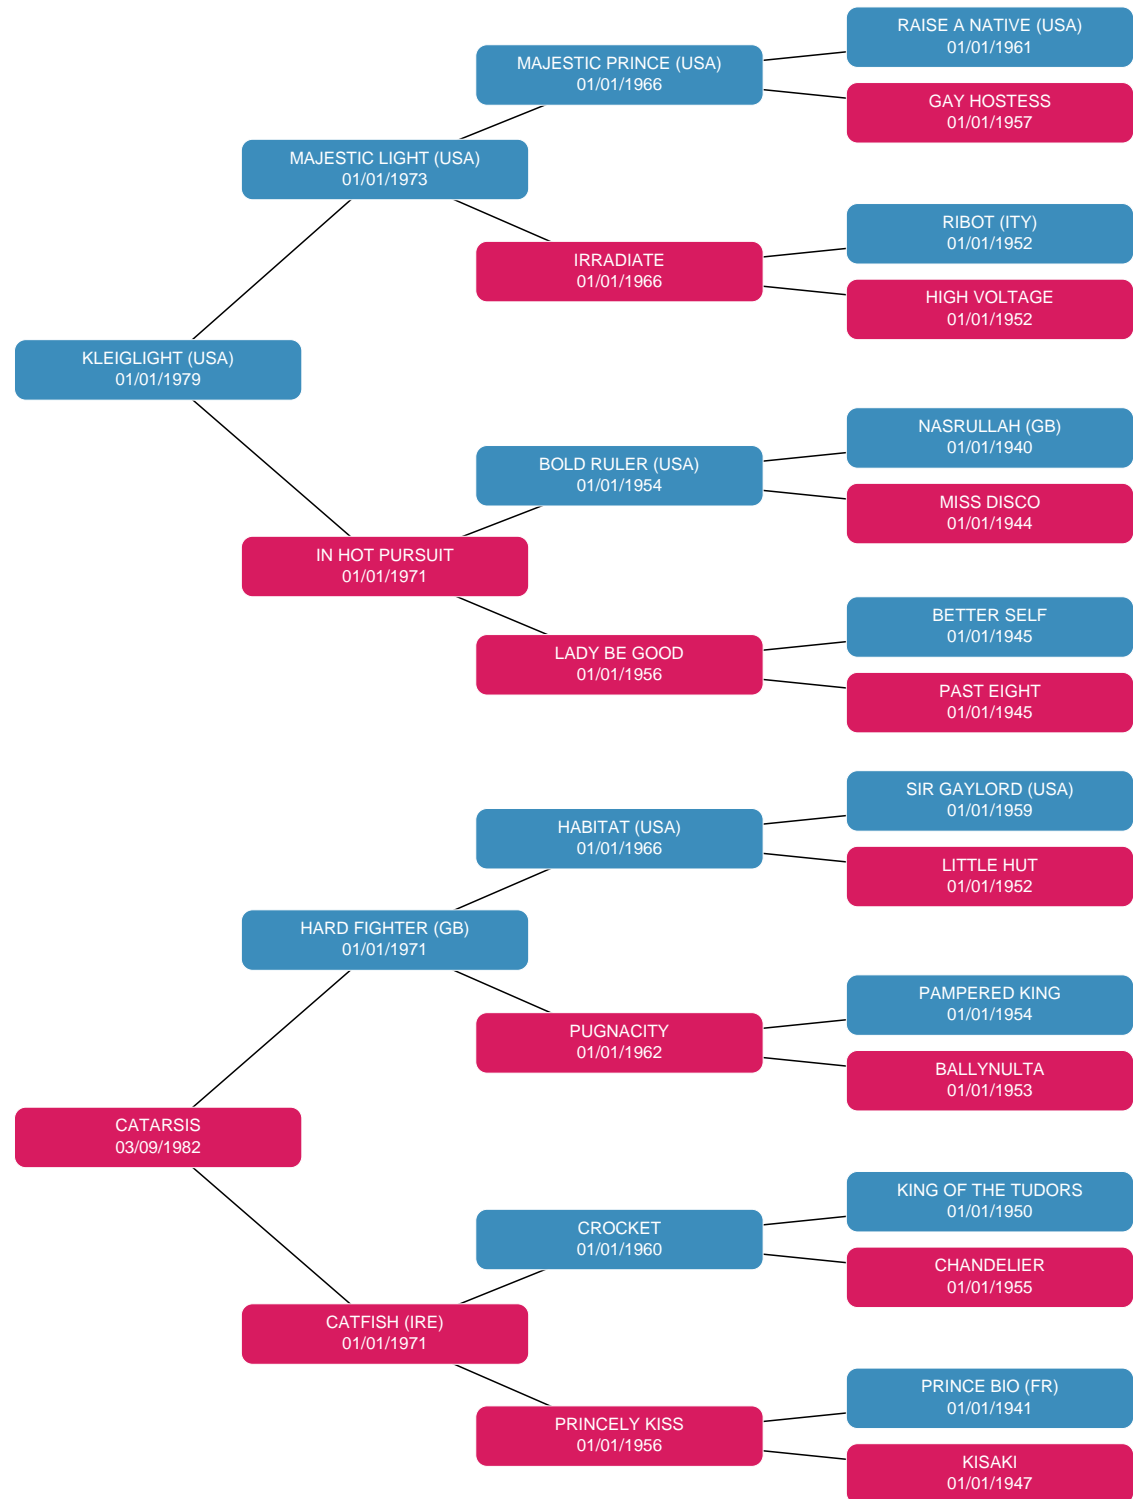 RAISE A NATIVE (USA)
01/01/1961
MAJESTIC PRINCE (USA)
01/01/1966
GAY HOSTESS
01/01/1957
MAJESTIC LIGHT (USA)
01/01/1973
RIBOT (ITY)
01/01/1952
IRRADIATE
01/01/1966
HIGH VOLTAGE
01/01/1952
KLEIGLIGHT (USA)
01/01/1979
NASRULLAH (GB)
01/01/1940
BOLD RULER (USA)
01/01/1954
MISS DISCO
01/01/1944
IN HOT PURSUIT
01/01/1971
BETTER SELF
01/01/1945
LADY BE GOOD
01/01/1956
PAST EIGHT
01/01/1945
SIR GAYLORD (USA)
01/01/1959
HABITAT (USA)
01/01/1966
LITTLE HUT
01/01/1952
HARD FIGHTER (GB)
01/01/1971
PAMPERED KING
01/01/1954
PUGNACITY
01/01/1962
BALLYNULTA
01/01/1953
CATARSIS
03/09/1982
KING OF THE TUDORS
01/01/1950
CROCKET
01/01/1960
CHANDELIER
01/01/1955
CATFISH (IRE)
01/01/1971
PRINCE BIO (FR)
01/01/1941
PRINCELY KISS
01/01/1956
KISAKI
01/01/1947